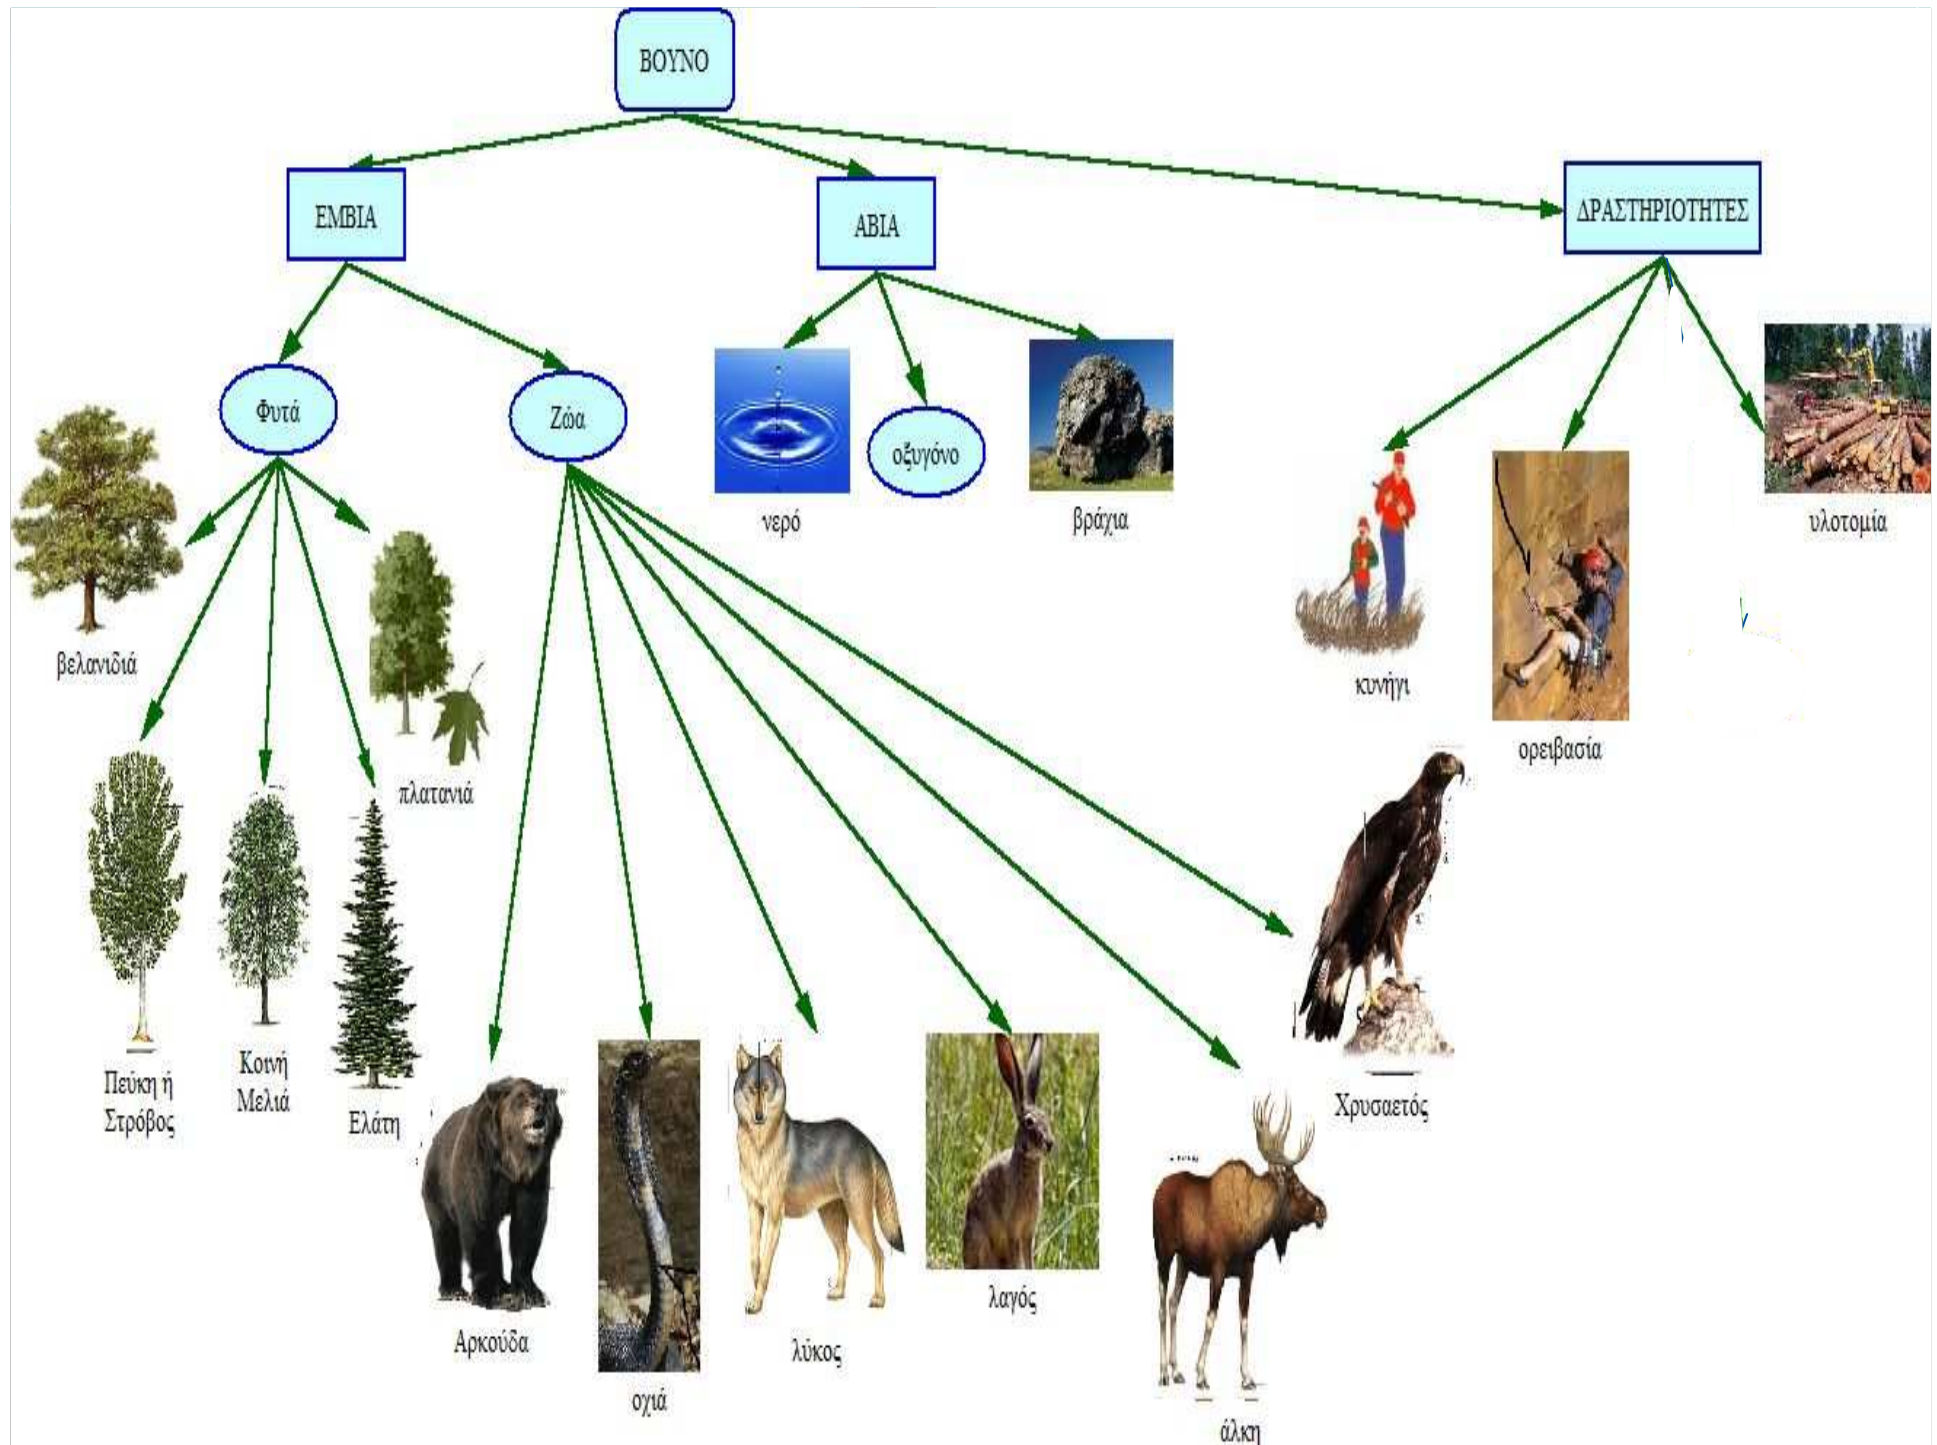 ΒΟΥΝΟ
ΕΜΒΙΑ
ΑΒΙΑ
ΔΡΑΣΤΗΡΙΟΤΗΤΕΣ
Φυτά
Ζώα
οξυγόνο
νερό
βράχια
υλοτομία
κυνήγι
ορειβασία
βελανιδιά
πλατανιά
Πεύκη ή
Στρόβος
Κοινή
Μελιά
Ελάτη
Χρυσαετός
Αρκούδα
οχιά
λύκος
λαγός
άλκη